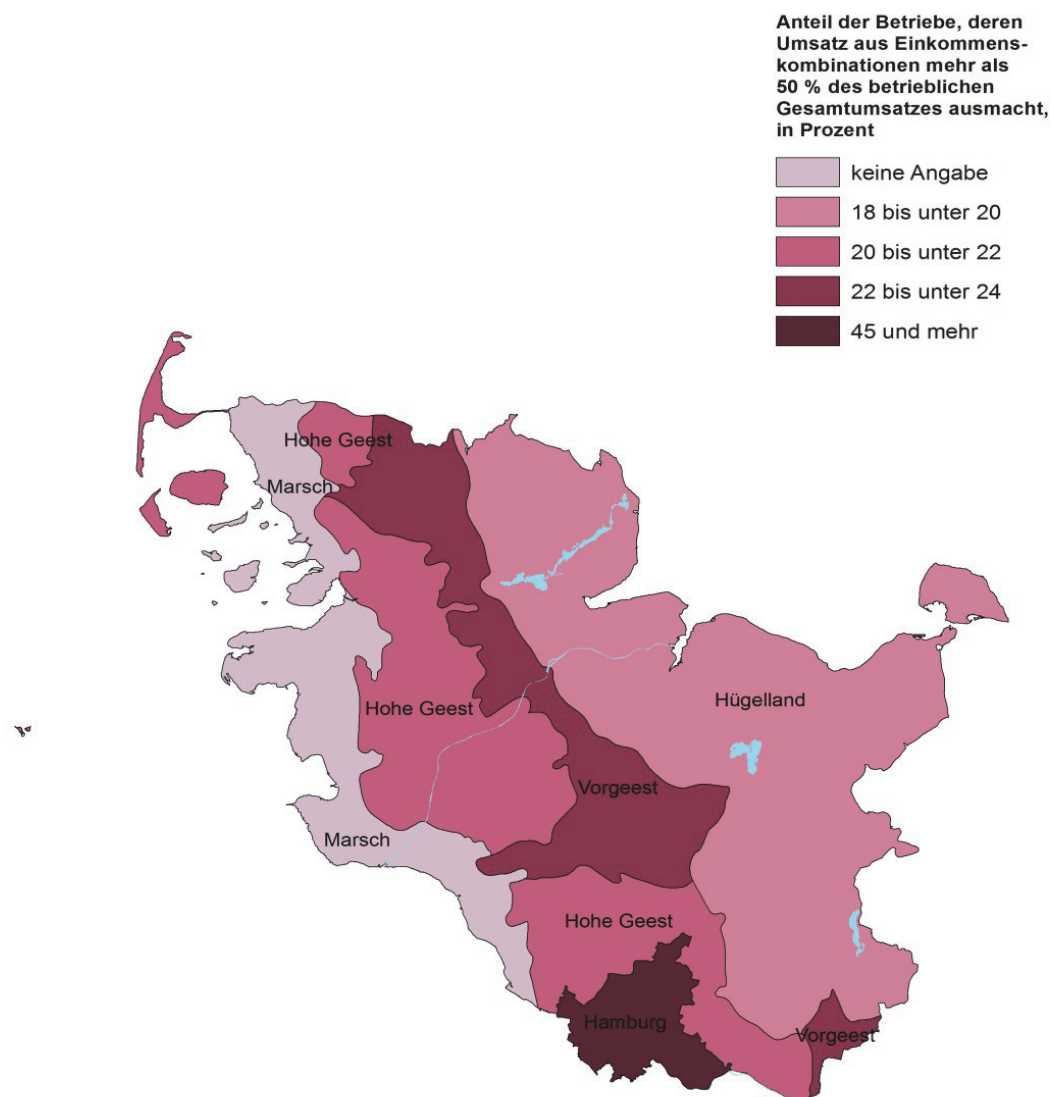 Anteil der Betriebe, deren
Umsatz aus Einkommens-
kombinationen mehr als
50 % des betrieblichen
Gesamtumsatzes ausmacht,
in Prozent
keine Angabe
18 bis unter 20
20 bis unter 22
22 bis unter 24
45 und mehr
Hohe Geest
Marsch
Hügelland
Hohe Geest
Vorgeest
Marsch
Hohe Geest
Hamburg
Vorgeest